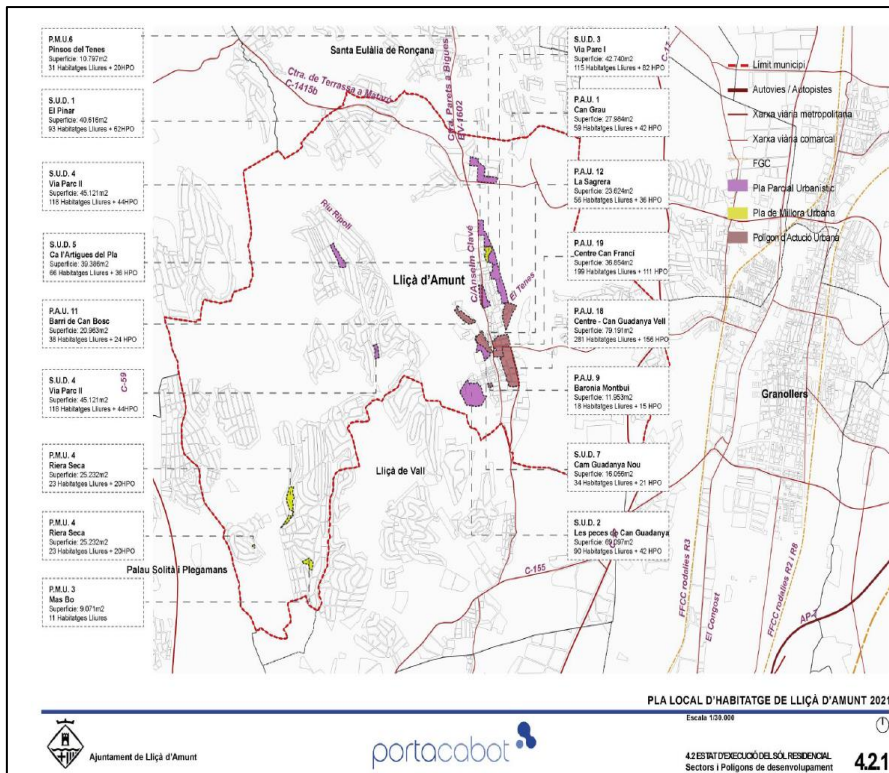 P.M.U.6
Pinsos del Tenes
Superfície: 10.797m2
31 Habitatges Lliures + 20HPO
S.U.D. 1
El Pinar
Superfície: 40.616m2
93 Habitatges Lliures + 62HPO
S.U.D. 4
Via Parc II
Superfície: 45.121m2
118 Habitatges Lliures + 44HPO
S.U.D. 5
Ca l'Artigues del Pla
Superfície: 39.386m2
66 Habitatges Lliures + 36 HPO
P.A.U. 11
Barri de Can Bosc
Superfície: 20.963m2
38 Habitatges Lliures + 24 HPO
S.U.D. 4
Via Parc II
Superfície: 45.121m2
118 Habitatges Lliures + 44HPO
P.M.U. 4
Riera Seca
Superfície: 25.232m2
23 Habitatges Lliures + 20HPO
P.M.U. 4
Riera Seca
Superfície: 25.232m2
23 Habitatges Lliures + 20HPO
P.M.U. 3
Mas Bo
Superfície: 9.071m2
11 Habitatges Lliures
Santa Eulàlia de Ronçana
Ctra. de Terrassa a Mataró
C-1415b
Ctra. Parets a Bigues
BV-1602
Riu Ripoll
Lliçà d'Amunt
C/Anselm Clavé
El Tenes
C-59
Lliçà de Vall
Palau Solità i Plegamans
C-155
S.U.D. 3
Via Parc I
Superfície: 42.740m2
115 Habitatges Lliures + 82 HPO
P.A.U. 1
Can Grau
Superfície: 27.984m2
59 Habitatges Lliures + 42 HPO
P.A.U. 12
La Sagrera
Superfície: 23.624m2
56 Habitatges Lliures + 36 HPO
P.A.U. 19
Centre Can Franci
Superfície: 36.854m2
199 Habitatges Lliures + 111 HPO
P.A.U. 18
Centre - Can Guadanya Vell
Superfície: 79.191m2
281 Habitatges Lliures + 156 HPO
P.A.U. 9
Baronia Montbui
Superfície: 11.953m2
18 Habitatges Lliures + 15 HPO
S.U.D. 7
Cam Guadanya Nou
Superfície: 16.056m2
34 Habitatges Lliures + 21 HPO
S.U.D. 2
Les peces de Can Guadanya
90 Habitatges Lliures + 42 HPO
C-17
Límit municipi
Autovies / Autopistes
Xarxa viària metropolitana
Xarxa viària comarcal
FGC
Pla Parcial Urbanístic
Pla de Millora Urbana
Polígon d'Actució Urbana
Granollers
FFCC rodalies R3
El Congost
FFCC rodalies R2 i R8
AP-7
PLA LOCAL D'HABITATGE DE LLIÇÀ D'AMUNT 2021
Escala 1/30.000
Ajuntament de Lliçà d'Amunt
portacabot
4.2 ESTAT D'EXECUCIÓ DEL SÒL RESIDENCIAL
Sectors i Polígons de desenvolupament
4.2.1